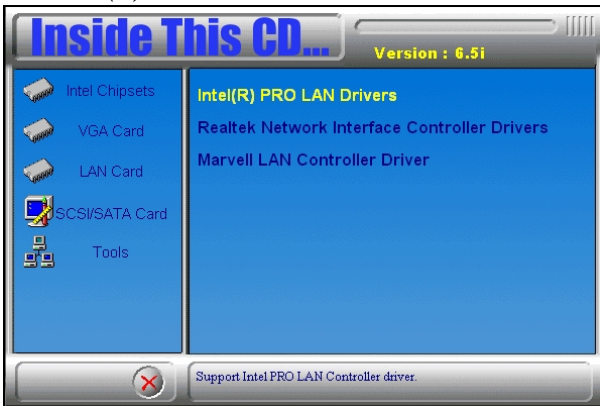 Inside This CD...
Version : 6.5i
Intel Chipsets
VGA Card
LAN Card
SCSI/SATA Card
Tools
Intel(R) PRO LAN Drivers
Realtek Network Interface Controller Drivers
Marvell LAN Controller Driver
Support Intel PRO LAN Controller driver.